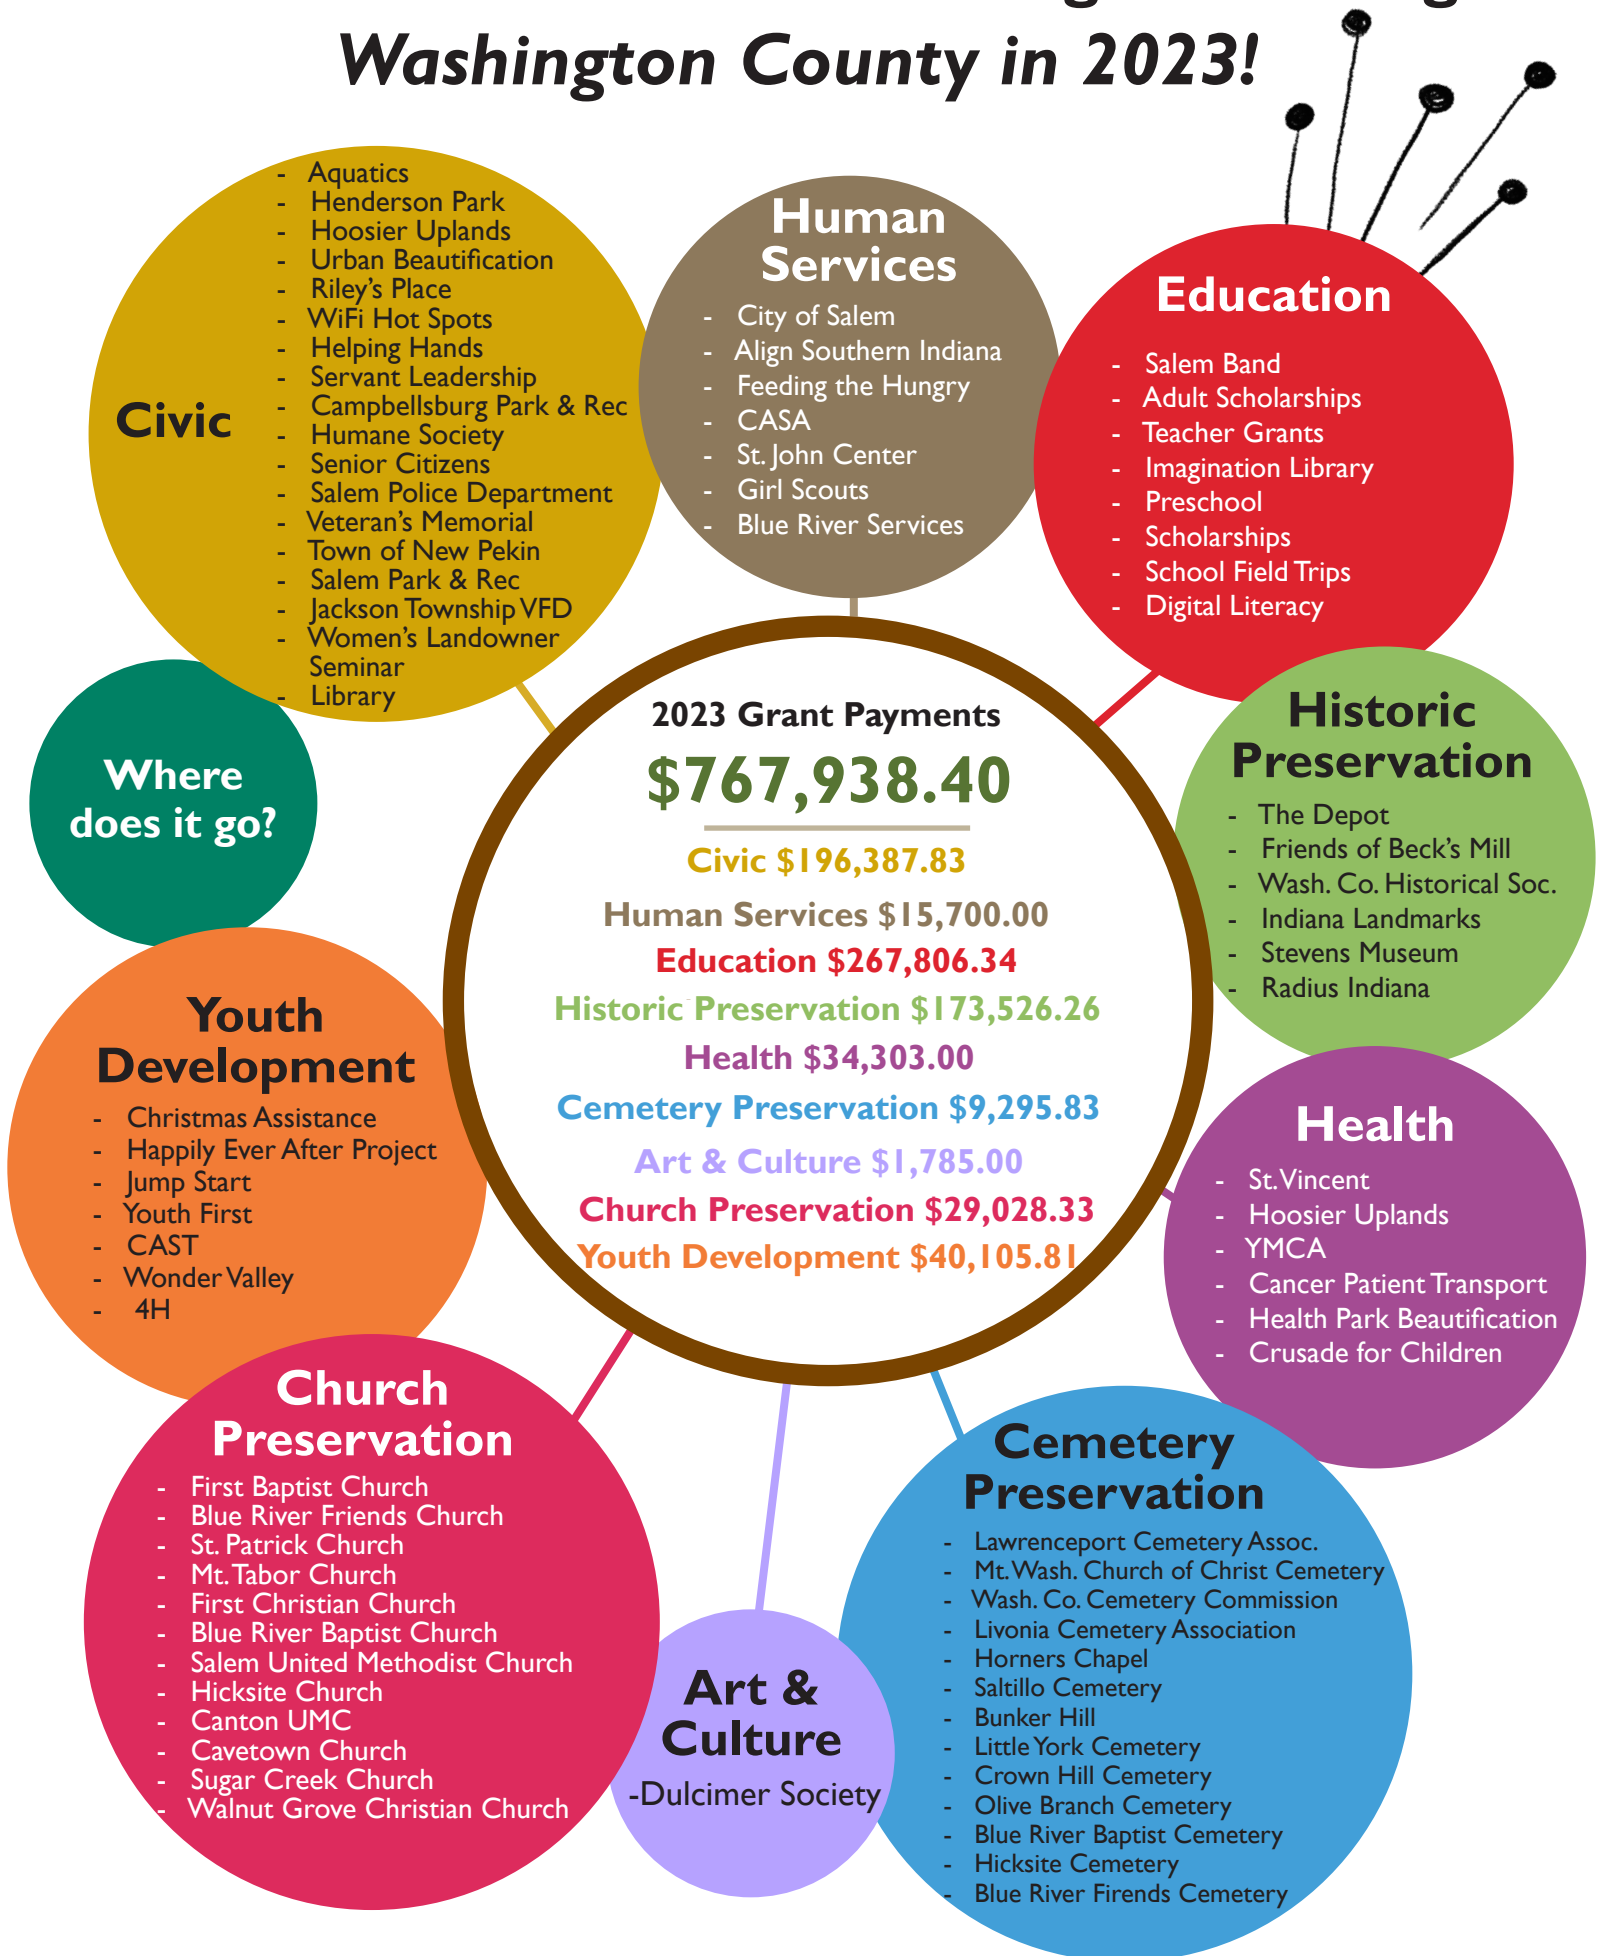 Washington County in 2023!
Civic
- Aquatics
- Henderson Park
- Hoosier Uplands
- Urban Beautification
- Riley's Place
- WiFi Hot Spots
- Helping Hands
- Servant Leadership
- Campbellsburg Park & Rec
- Humane Society
- Senior Citizens
- Salem Police Department
- Veteran's Memorial
- Town of New Pekin
- Salem Park & Rec
- Jackson Township VFD
- Women's Landowner
Seminar
- Library
Human
Services
- City of Salem
- Align Southern Indiana
- Feeding the Hungry
- CASA
- St. John Center
- Girl Scouts
- Blue River Services
Education
- Salem Band
- Adult Scholarships
- Teacher Grants
- Imagination Library
- Preschool
- Scholarships
- School Field Trips
- Digital Literacy
Where
does it go?
2023 Grant Payments
$767,938.40
Civic $196,387.83
Human Services $15,700.00
Education $267,806.34
Historic Preservation $173,526.26
Health $34,303.00
Cemetery Preservation $9,295.83
Art & Culture $1,785.00
Church Preservation $29,028.33
Youth Development $40,105.81
Historic
Preservation
- The Depot
- Friends of Beck's Mill
- Wash. Co. Historical Soc.
- Indiana Landmarks
- Stevens Museum
- Radius Indiana
Youth
Development
- Christmas Assistance
- Happily Ever After Project
- Jump Start
- Youth First
- CAST
- Wonder Valley
- 4H
Health
- St. Vincent
- Hoosier Uplands
- YMCA
- Cancer Patient Transport
- Health Park Beautification
- Crusade for Children
Church
Preservation
- First Baptist Church
- Blue River Friends Church
- St. Patrick Church
- Mt. Tabor Church
- First Christian Church
- Blue River Baptist Church
- Salem United Methodist Church
- Hicksite Church
- Canton UMC
- Cavetown Church
- Sugar Creek Church
- Walnut Grove Christian Church
Art &
Culture
-Dulcimer Society
Cemetery
Preservation
- Lawrenceport Cemetery Assoc.
- Mt. Wash. Church of Christ Cemetery
- Wash. Co. Cemetery Commission
- Livonia Cemetery Association
- Horners Chapel
- Saltillo Cemetery
- Bunker Hill
- Little York Cemetery
- Crown Hill Cemetery
- Olive Branch Cemetery
- Blue River Baptist Cemetery
- Hicksite Cemetery
- Blue River Firends Cemetery